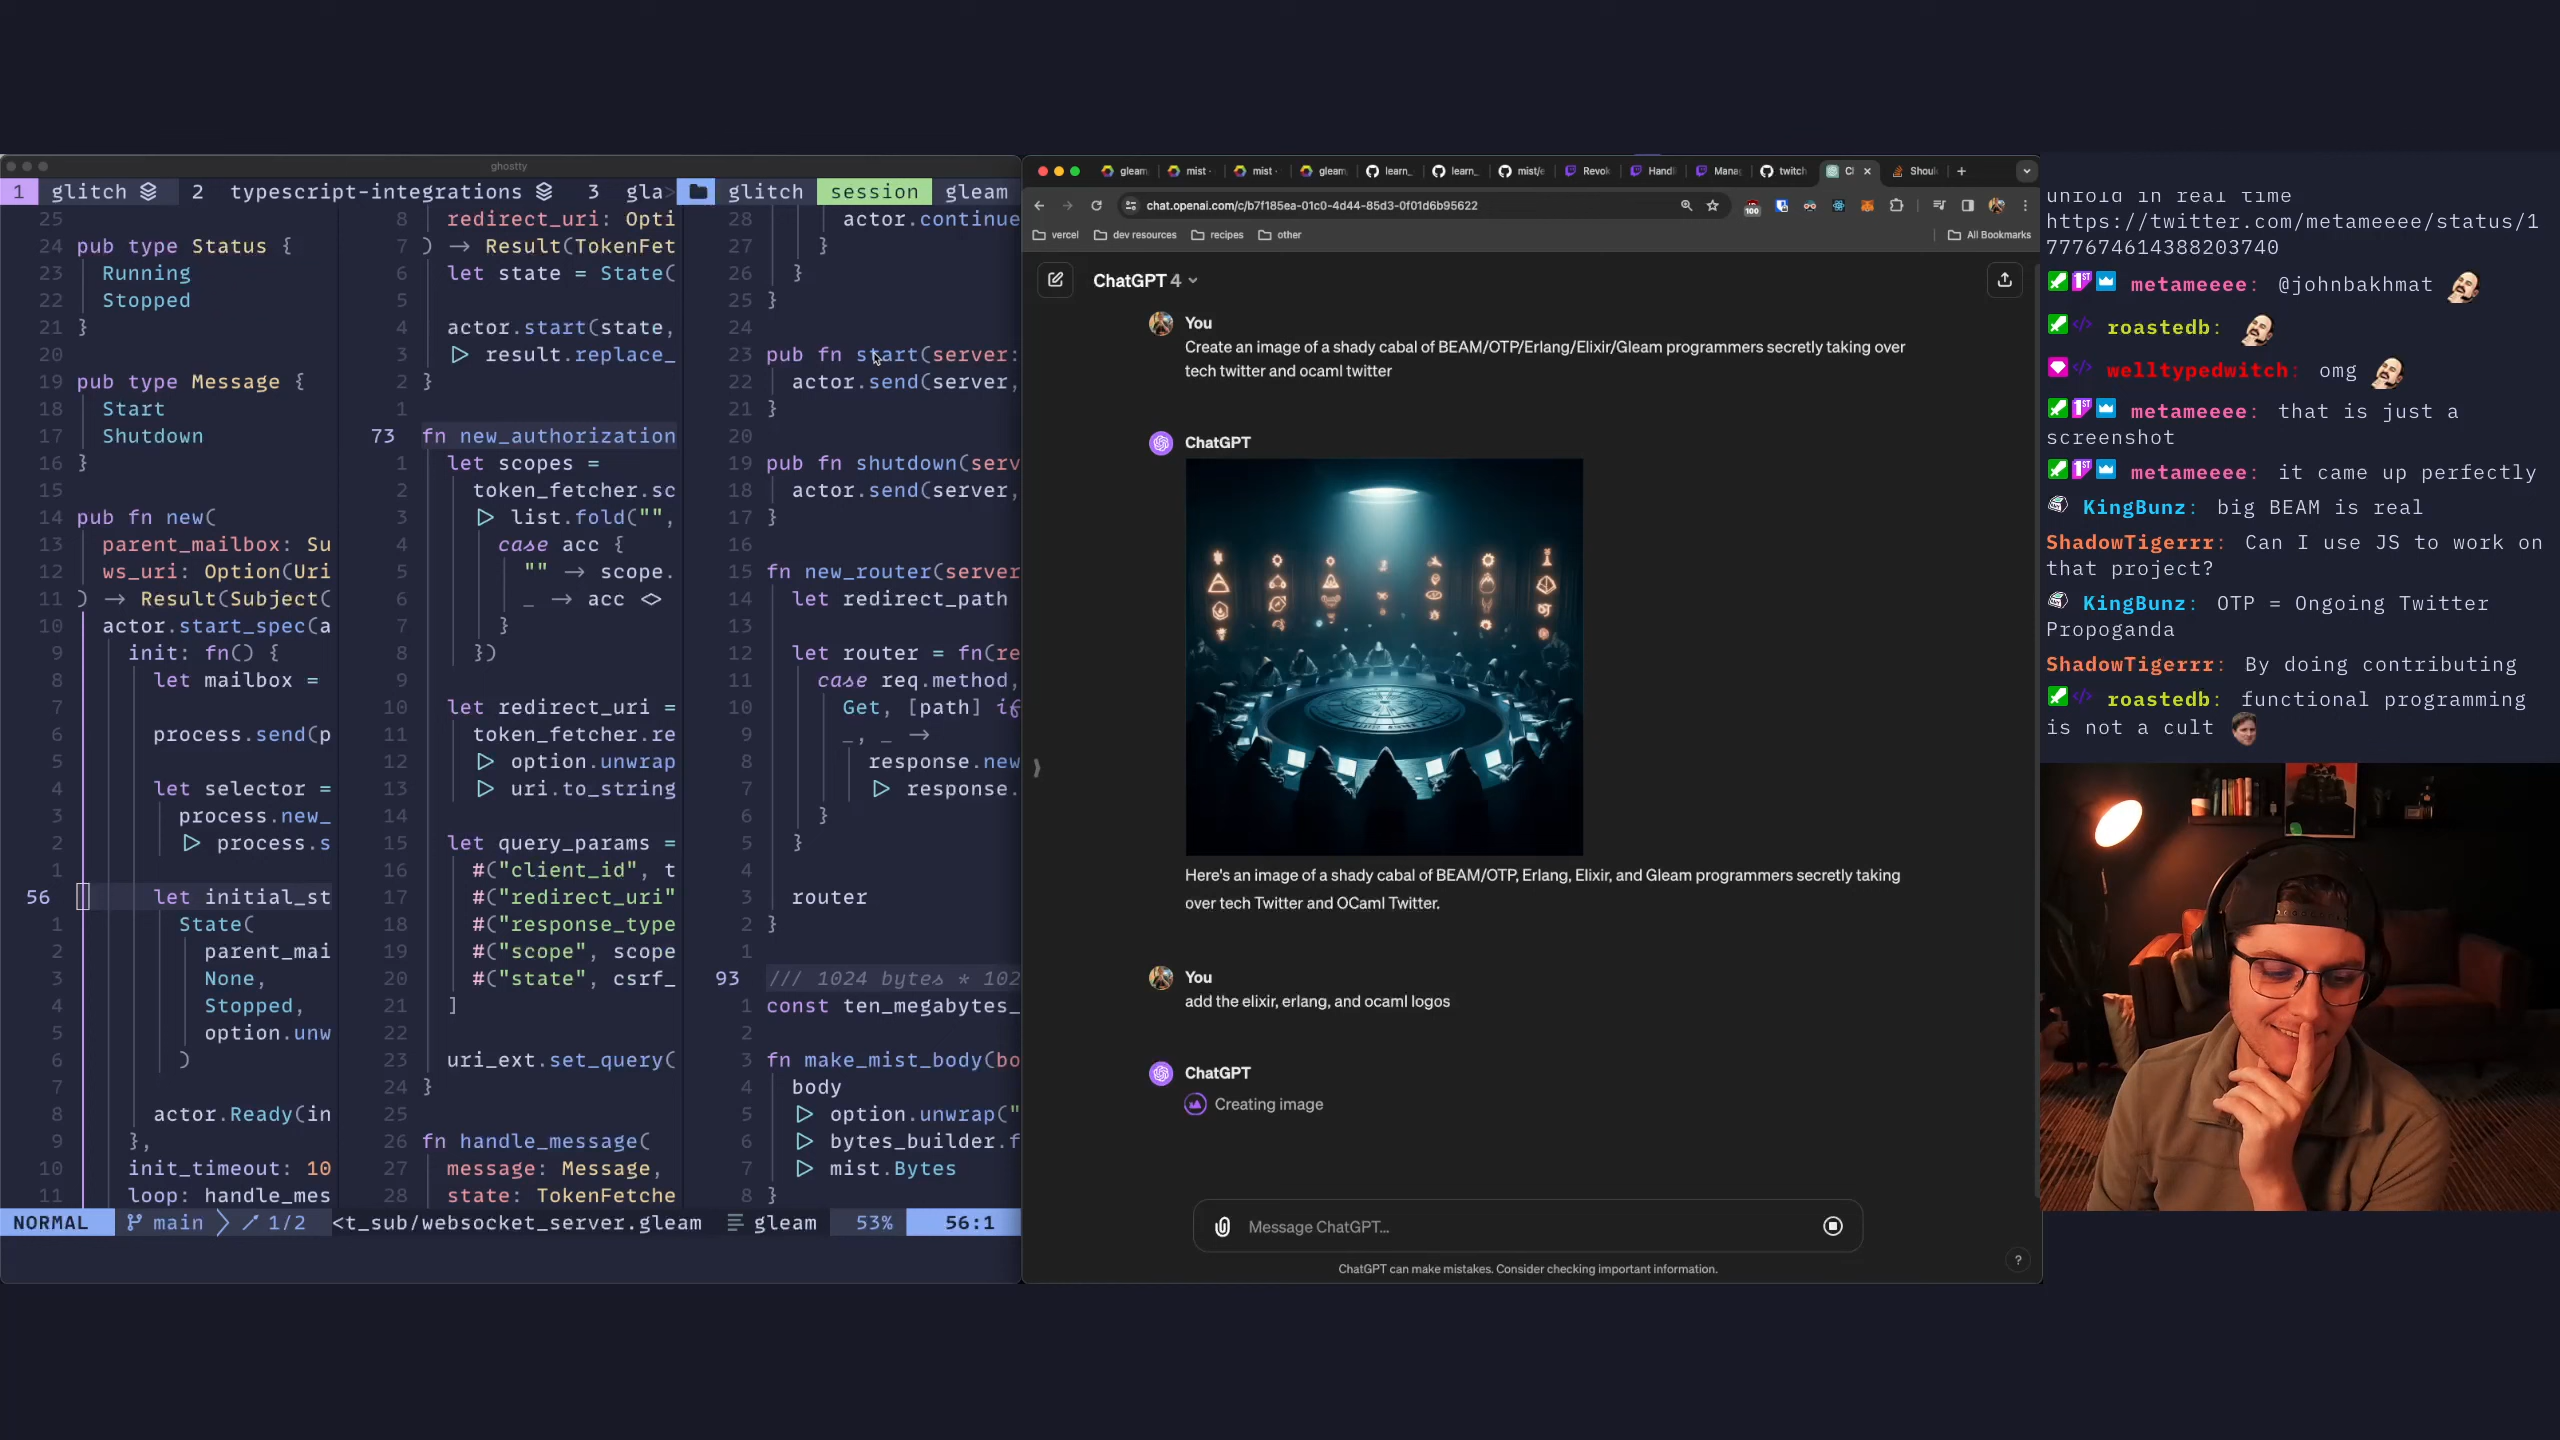 ghostty
1 glitch 2 typescript-integrations 3 gla> glitch session gleam
25
24 pub type Status {
23 Running
22 Stopped
21 }
20
19 pub type Message {
18 Start
17 Shutdown
16 }
15
14 pub fn new(
13 parent_mailbox: Su
12 ws_uri: Option(Uri
11 ) → Result(Subject(
10 actor.start_spec(a
9 init: fn() {
8 let mailbox =
7
6 process.send(p
5
4 let selector =
3 process.new_
2 ▷ process.s
1
56 let initial_st
1 State(
2 parent_mai
3 None,
4 Stopped,
5 option.unw
6 )
7
8 actor.Ready(in
9 },
10 init_timeout: 10
11 loop: handle_mes
8 redirect_uri: Opti
7 ) → Result(TokenFet
6 let state = State(
5
4 actor.start(state,
3 ▷ result.replace_
2 }
1
73 fn new_authorization
1 let scopes =
2 token_fetcher.sc
3 ▷ list.fold("",
4 case acc {
5 "" → scope.
6 _ → acc <>
7 }
8 })
9
10 let redirect_uri =
11 token_fetcher.re
12 ▷ option.unwrap
13 ▷ uri.to_string
14
15 let query_params =
16 #("client_id", t
17 #("redirect_uri"
18 #("response_type
19 #("scope", scope
20 #("state", csrf_
21 ]
22
23 uri_ext.set_query(
24 }
25
26 fn handle_message(
27 message: Message,
28 state: TokenFetche
28 actor.continue
27 }
26 }
25 }
24
23 pub fn start(server:
22 actor.send(server,
21 }
20
19 pub fn shutdown(serv
18 actor.send(server,
17 }
16
15 fn new_router(server
14 let redirect_path
13
12 let router = fn(re
11 case req.method,
10 Get, [path] if
9 _, _ →
8 response.new
7 ▷ response.
6 }
5 }
4
3 router
2 }
1
93 /// 1024 bytes * 102
1 const ten_megabytes_
2
3 fn make_mist_body(bo
4 body
5 ▷ option.unwrap("
6 ▷ bytes_builder.f
7 ▷ mist.Bytes
8 }
NORMAL main 1/2 <t_sub/websocket_server.gleam gleam 53% 56:1
gleam mist mist gleam learn_ learn_ mist/e Revok Handl Mana twitch Cl Shoul
chat.openai.com/c/b7f185ea-01c0-4d44-85d3-0f01d6b95622
100
vercel dev resources recipes other All Bookmarks
ChatGPT 4
You
Create an image of a shady cabal of BEAM/OTP/Erlang/Elixir/Gleam programmers secretly taking over
tech twitter and ocaml twitter
ChatGPT
Here's an image of a shady cabal of BEAM/OTP, Erlang, Elixir, and Gleam programmers secretly taking
over tech Twitter and OCaml Twitter.
You
add the elixir, erlang, and ocaml logos
ChatGPT
Creating image
Message ChatGPT...
ChatGPT can make mistakes. Consider checking important information.
?
unfold in real time
https://twitter.com/metameeee/status/1
777674614388203740
metameeee: @johnbakhmat
roastedb:
welltypedwitch: omg
metameeee: that is just a
screenshot
metameeee: it came up perfectly
KingBunz: big BEAM is real
ShadowTigerrr: Can I use JS to work on
that project?
KingBunz: OTP = Ongoing Twitter
Propoganda
ShadowTigerrr: By doing contributing
roastedb: functional programming
is not a cult